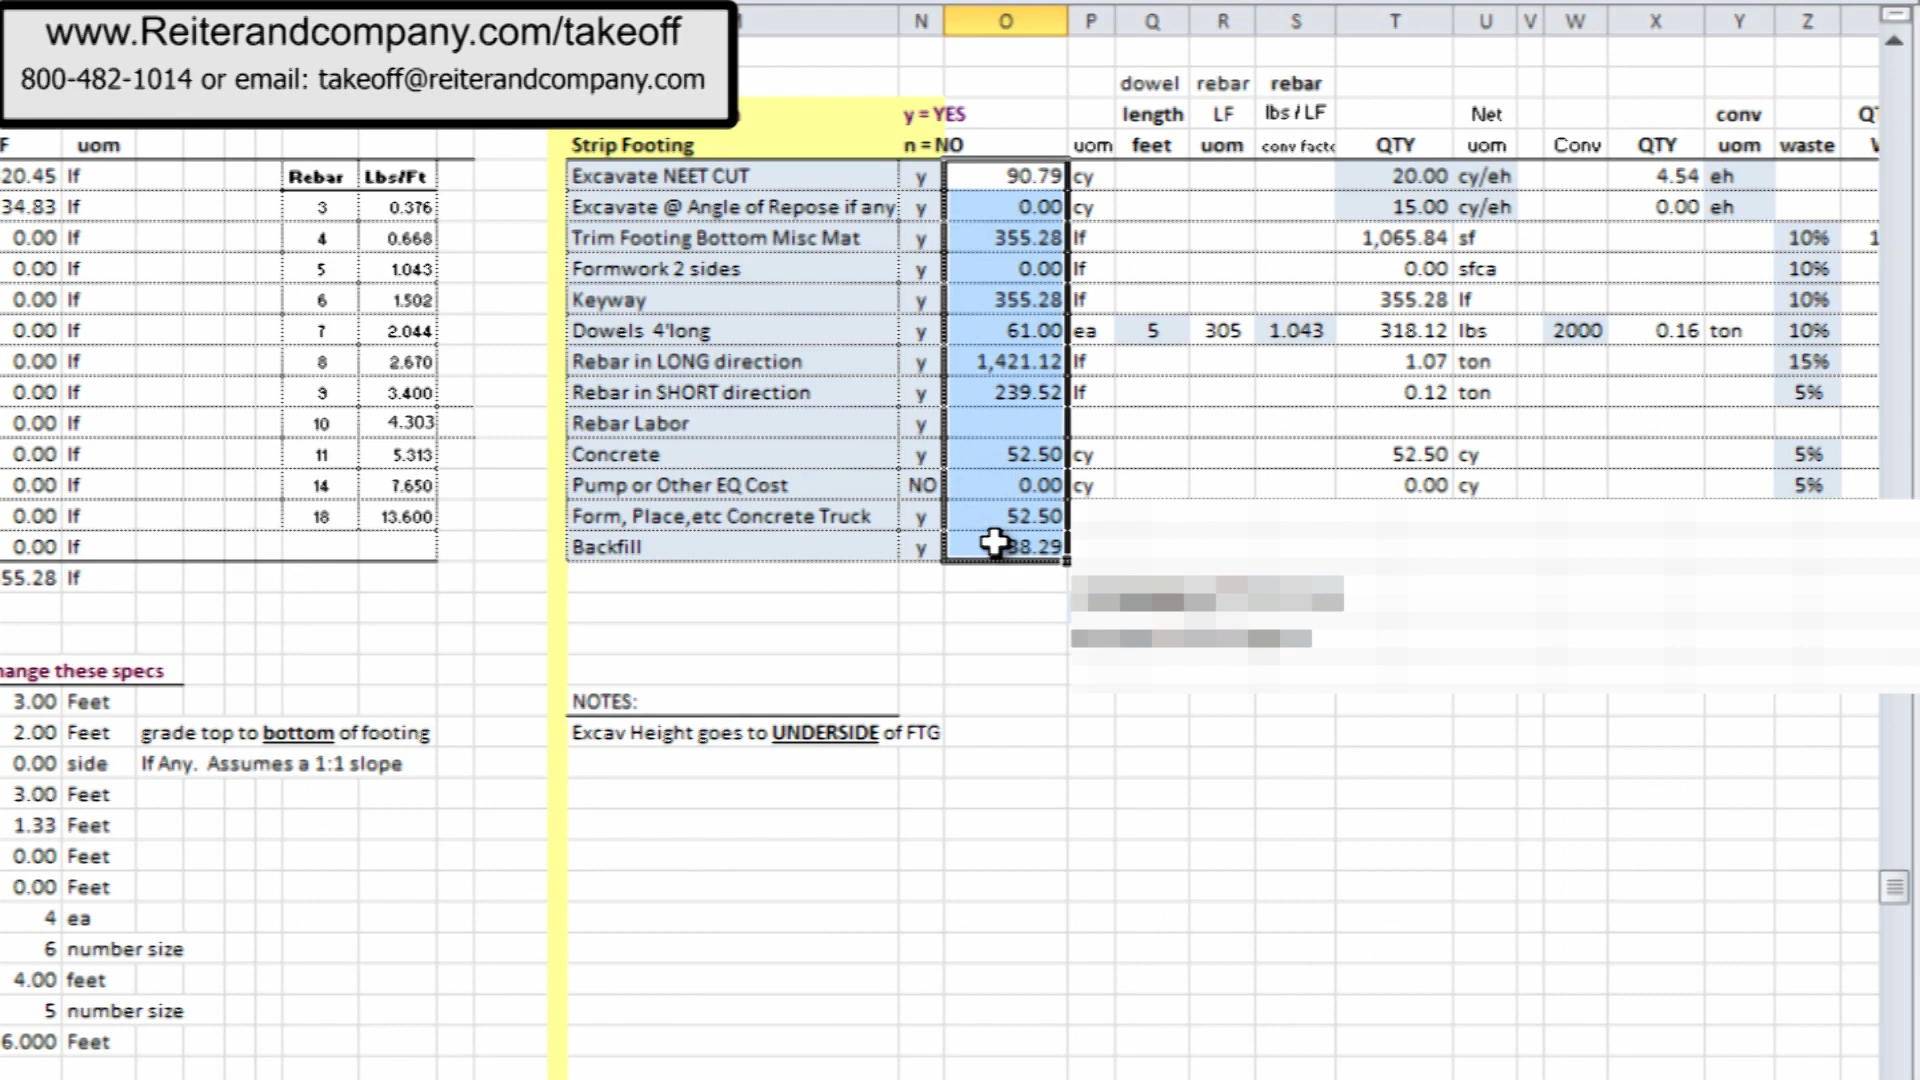 www.Reiterandcompany.com/takeoff
800-482-1014 or email: takeoff@reiterandcompany.com
N O P Q R S T U V W X Y Z
dowel rebar rebar
y = YES length LF lbs / LF Net conv
uom Strip Footing n = NO uom feet uom conv QTY uom Conv QTY uom waste
20.45 lf Rebar Lbs/Ft Excavate NEET CUT y 90.79 cy 20.00 cy/eh 4.54 eh
34.83 lf 3 0.376 Excavate @ Angle of Repose if any y 0.00 cy 15.00 cy/eh 0.00 eh
0.00 lf 4 0.668 Trim Footing Bottom Misc Mat y 355.28 lf 1,065.84 sf 10%
0.00 lf 5 1.043 Formwork 2 sides y 0.00 lf 0.00 sfca 10%
0.00 lf 6 1.502 Keyway y 355.28 lf 355.28 lf 10%
0.00 lf 7 2.044 Dowels 4'long y 61.00 ea 5 305 1.043 318.12 lbs 2000 0.16 ton 10%
0.00 lf 8 2.670 Rebar in LONG direction y 1,421.12 lf 1.07 ton 15%
0.00 lf 9 3.400 Rebar in SHORT direction y 239.52 lf 0.12 ton 5%
0.00 lf 10 4.303 Rebar Labor y
0.00 lf 11 5.313 Concrete y 52.50 cy 52.50 cy 5%
0.00 lf 14 7.650 Pump or Other EQ Cost NO 0.00 cy 0.00 cy 5%
0.00 lf 18 13.600 Form, Place,etc Concrete Truck y 52.50
0.00 lf Backfill y 38.29
55.28 lf
hange these specs
3.00 Feet NOTES:
2.00 Feet grade top to bottom of footing Excav Height goes to UNDERSIDE of FTG
0.00 side If Any. Assumes a 1:1 slope
3.00 Feet
1.33 Feet
0.00 Feet
0.00 Feet
4 ea
6 number size
4.00 feet
5 number size
6.000 Feet